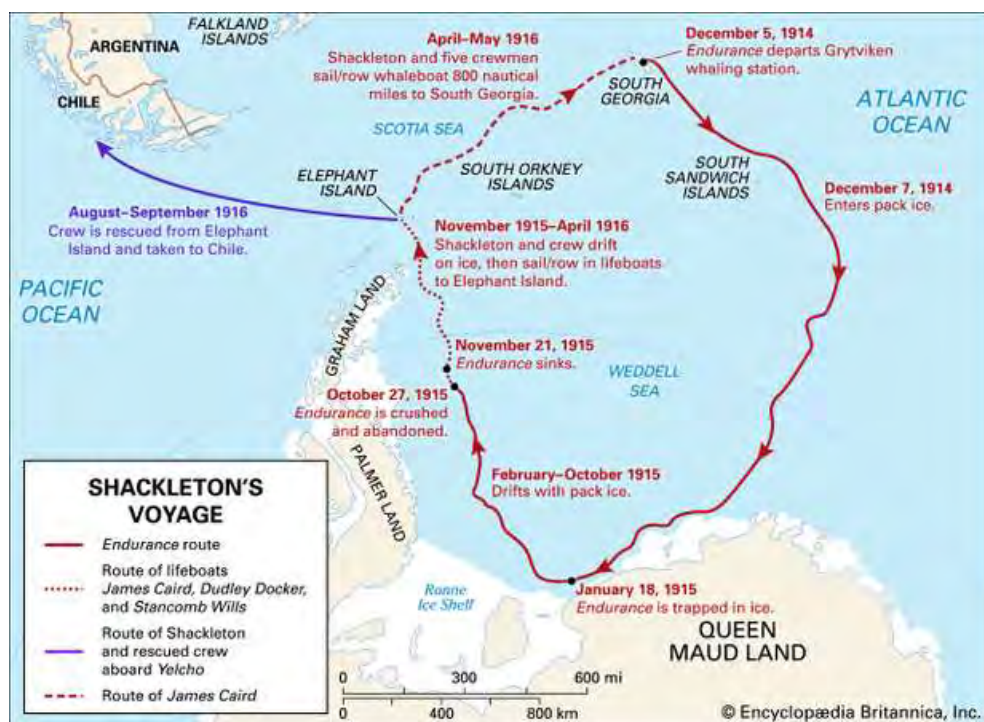 FALKLAND
ISLANDS
ARGENTINA
CHILE
April–May 1916
Shackleton and five crewmen
sail/row whaleboat 800 nautical
miles to South Georgia.
December 5, 1914
Endurance departs Grytviken
whaling station.
SOUTH
GEORGIA
ATLANTIC
OCEAN
SCOTIA SEA
ELEPHANT
ISLAND
SOUTH ORKNEY
ISLANDS
SOUTH
SANDWICH
ISLANDS
December 7, 1914
Enters pack ice.
August–September 1916
Crew is rescued from Elephant
Island and taken to Chile.
November 1915–April 1916
Shackleton and crew drift
on ice, then sail/row in lifeboats
to Elephant Island.
PACIFIC
OCEAN
GRAHAM LAND
November 21, 1915
Endurance sinks.
WEDDELL
SEA
October 27, 1915
Endurance is crushed
and abandoned.
PALMER LAND
February–October 1915
Drifts with pack ice.
Ronne
Ice Shelf
January 18, 1915
Endurance is trapped in ice.
QUEEN
MAUD LAND
SHACKLETON'S
VOYAGE
Endurance route
Route of lifeboats
James Caird, Dudley Docker,
and Stancomb Wills
Route of Shackleton
and rescued crew
aboard Yelcho
Route of James Caird
0 300 600 mi
0 400 800 km
© Encyclopædia Britannica, Inc.